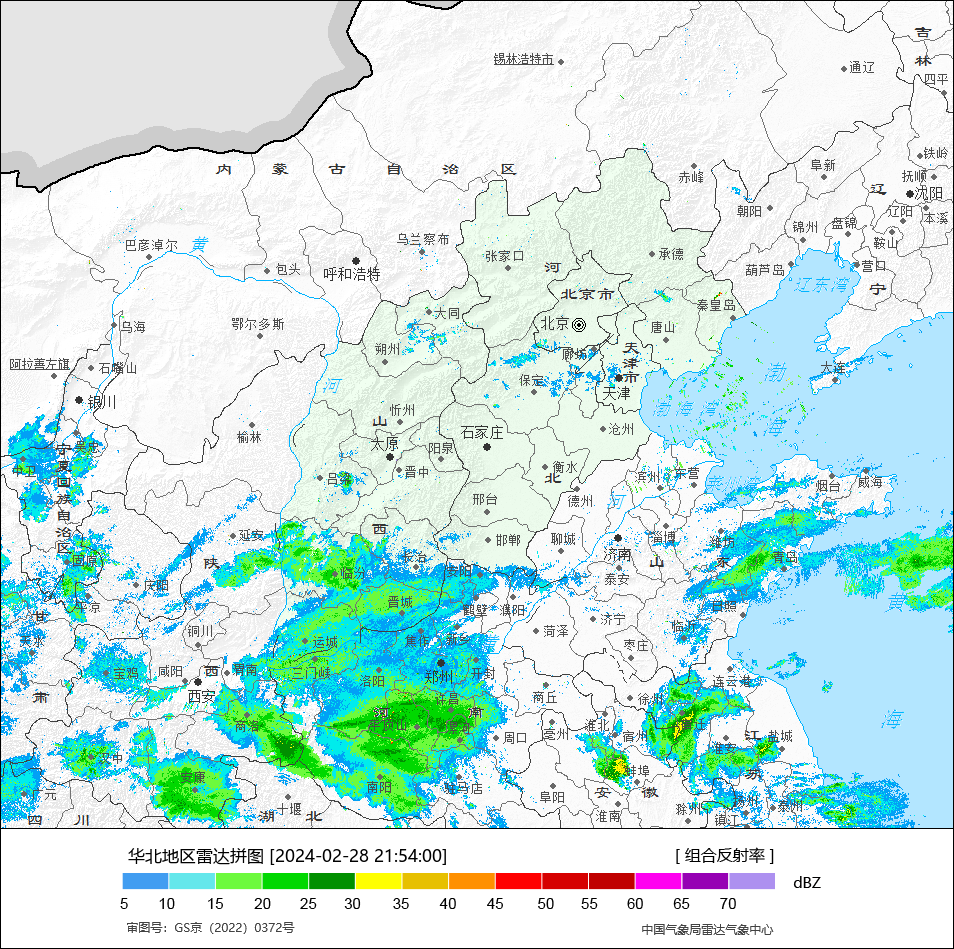 吉
锡林浩特市
林
通辽
四平
铁岭
内 蒙 古 自 治 区
阜新
赤峰
抚顺
辽
沈阳
朝阳
辽阳
本溪
锦州
盘锦
鞍山
巴彦淖尔
黄
乌兰察布
张家口
承德
河
呼和浩特
包头
葫芦岛
营口
辽东湾
宁
北京市
秦皇岛
大同
乌海
鄂尔多斯
北京
唐山
朔州
廊坊
天津市
阿拉善左旗
石嘴山
大连
渤
河
保定
天津
银川
忻州
渤海湾
山
海
榆林
太原
石家庄
沧州
阳泉
吴忠
宁夏回族自治区
中卫
晋中
衡水
吕梁
北
滨州
东营
莱州湾
烟台
威海
德州
河
邢台
西
延安
邯郸
聊城
济南
淄博
潍坊
固原
陕
长治
山
东
青岛
临汾
安阳
泰安
庆阳
平凉
晋城
鹤壁
濮阳
日照
黄
甘
济宁
临沂
铜川
菏泽
天水
运城
焦作
新乡
黄
枣庄
宝鸡
咸阳
西
渭南
三门峡
洛阳
郑州
开封
连云港
肃
西安
商丘
徐州
许昌
河
南
海
商洛
平顶山
亳州
淮北
宿州
宿迁
江
盐城
周口
淮安
汉中
蚌埠
苏
安康
南阳
驻马店
安
徽
广元
阜阳
扬州
泰州
十堰
滁州
四
川
湖
北
淮南
镇江
华北地区雷达拼图 [2024-02-28 21:54:00]
[ 组合反射率 ]
dBZ
5 10 15 20 25 30 35 40 45 50 55 60 65 70
审图号：GS京（2022）0372号
中国气象局雷达气象中心